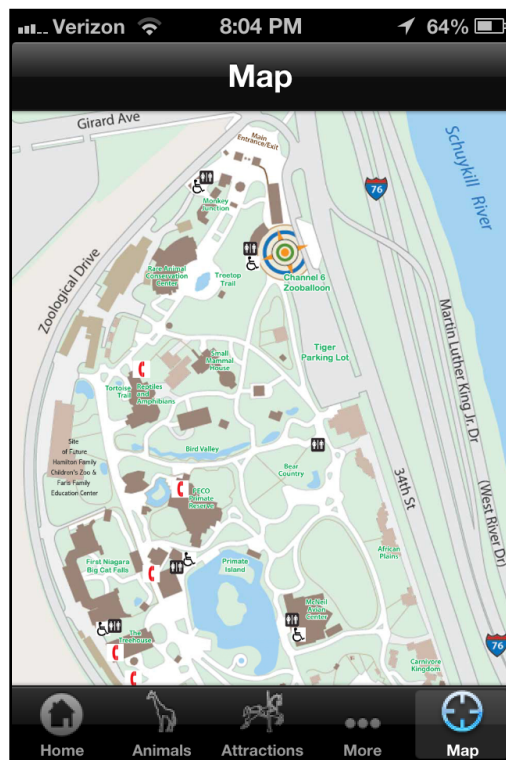 Verizon 8:04 PM 64%
Map
Girard Ave
Main
Entrance/Exit
Schuykill River
76
Monkey
Junction
Rare Animal
Conservation
Center
Treetop
Trail
Channel 6
Zooballoon
Zoological Drive
Martin Luther King Jr. Dr
(West River Dr)
Small
Mammal
House
Tiger
Parking Lot
Tortoise
Trail
Reptiles
and
Amphibians
Site
of Future
Hamilton Family
Children's Zoo &
Faris Family
Education Center
Bird Valley
Bear
Country
34th St
PECO
Primate
Reserve
African
Plains
First Niagara
Big Cat Falls
Primate
Island
McNeil
Avian
Center
The
Treehouse
Carnivore
Kingdom
76
Home Animals Attractions More Map